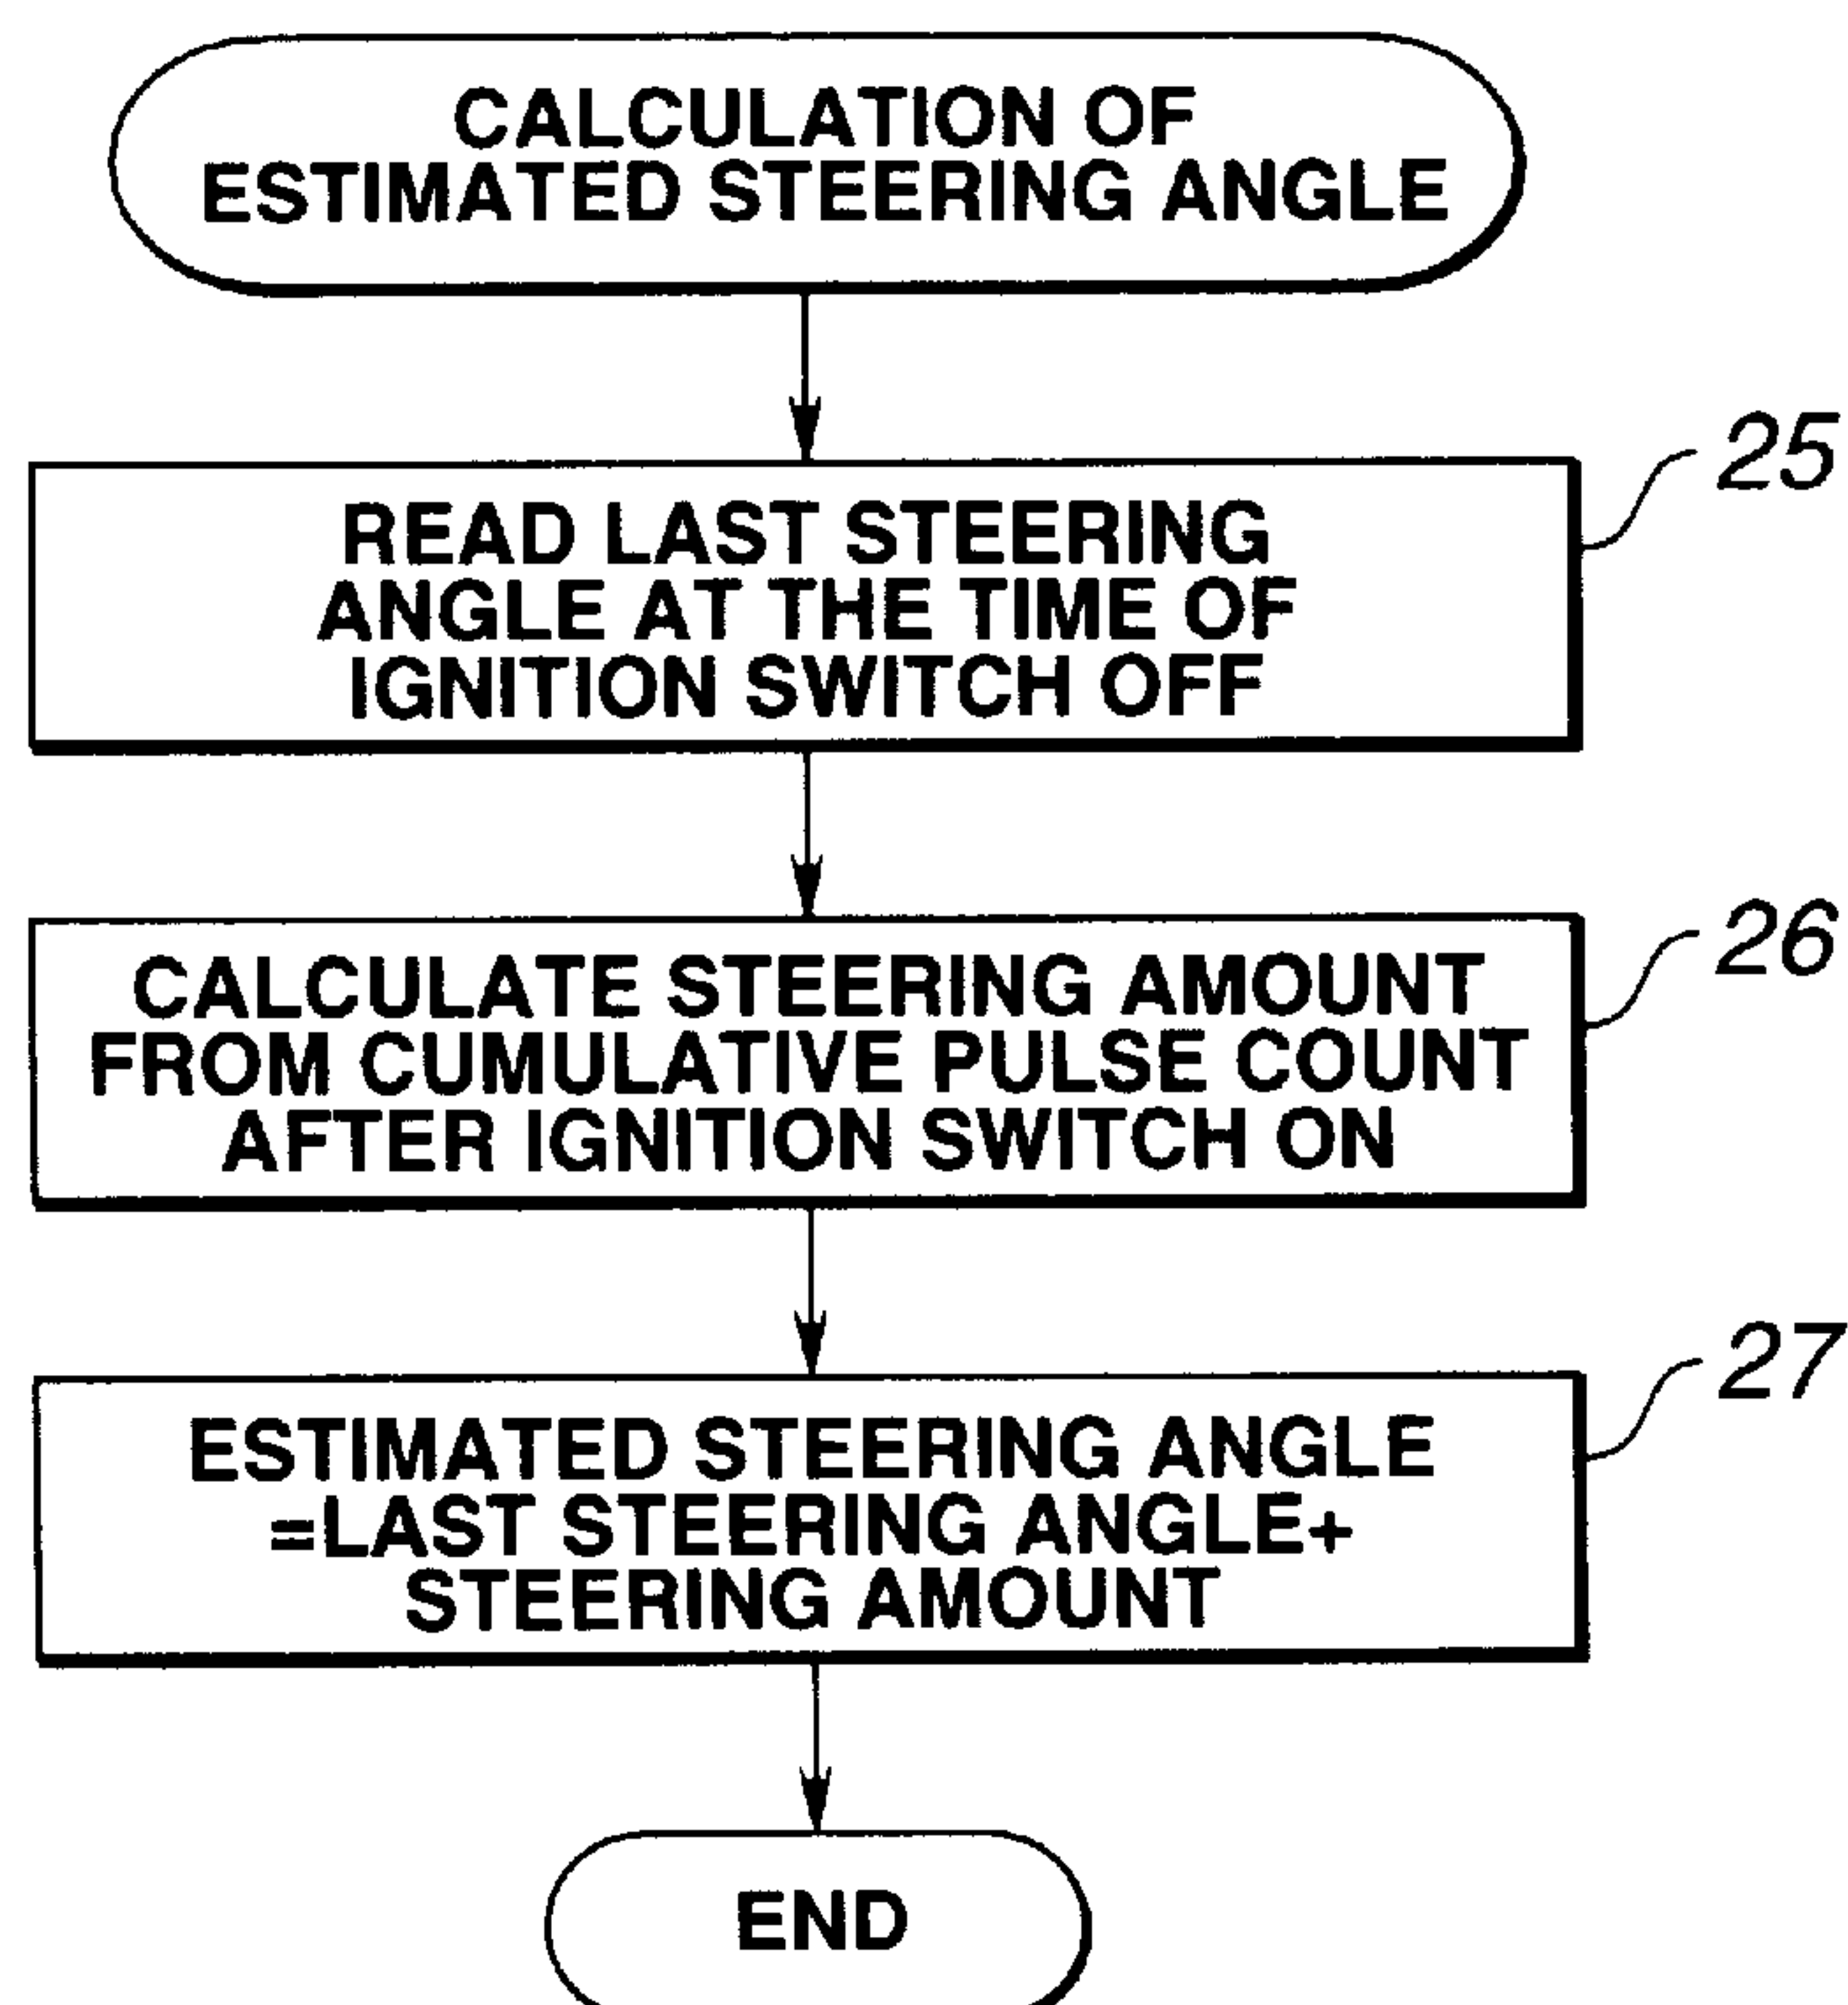 CALCULATION OF
ESTIMATED STEERING ANGLE
25
READ LAST STEERING
ANGLE AT THE TIME OF
IGNITION SWITCH OFF
26
CALCULATE STEERING AMOUNT
FROM CUMULATIVE PULSE COUNT
AFTER IGNITION SWITCH ON
27
ESTIMATED STEERING ANGLE
=LAST STEERING ANGLE+
STEERING AMOUNT
END